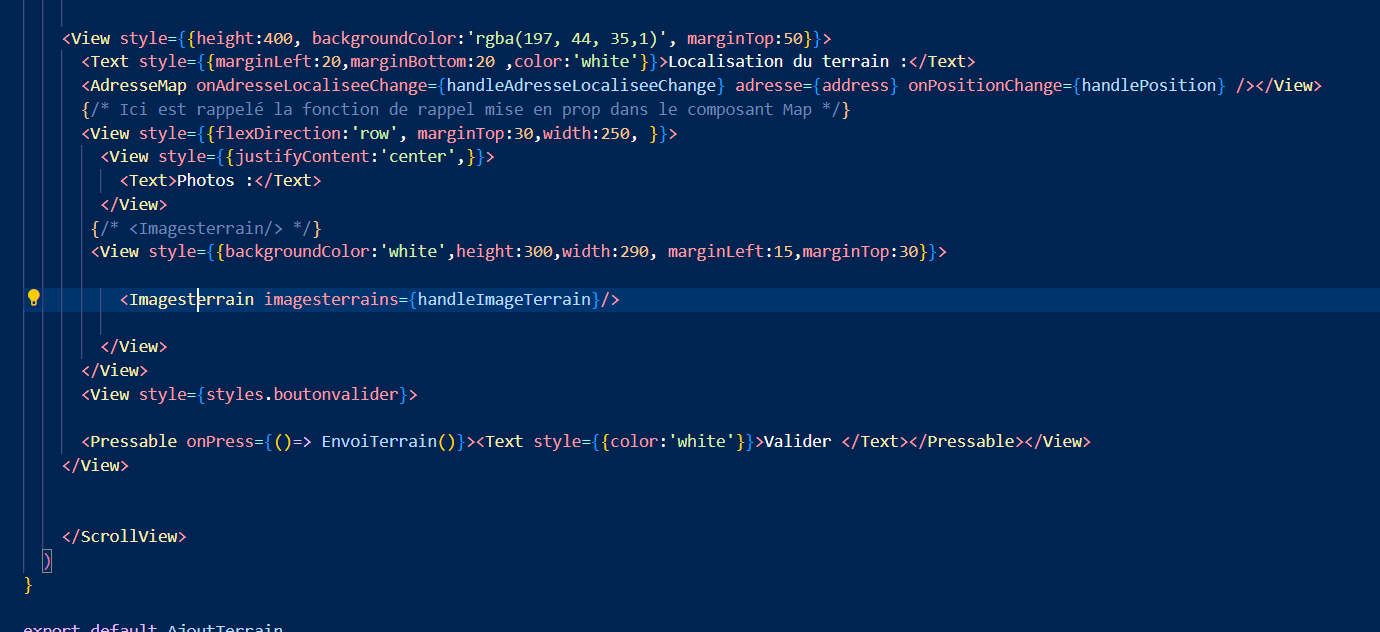 <View style={{height:400, backgroundColor:'rgba(197, 44, 35,1)', marginTop:50}}>
<Text style={{marginLeft:20,marginBottom:20 ,color:'white'}}>Localisation du terrain :</Text>
<AdresseMap onAdresseLocaliseeChange={handleAdresseLocaliseeChange} adresse={address} onPositionChange={handlePosition} /></View>
{/* Ici est rappelé la fonction de rappel mise en prop dans le composant Map */}
<View style={{flexDirection:'row', marginTop:30,width:250, }}>
<View style={{justifyContent:'center',}}>
<Text>Photos :</Text>
</View>
{/* <Imagesterrain/> */}
<View style={{backgroundColor:'white',height:300,width:290, marginLeft:15,marginTop:30}}>
<Imagesterrain imagesterrains={handleImageTerrain}/>
</View>
</View>
<View style={styles.boutonvalider}>
<Pressable onPress={()=> EnvoiTerrain()}><Text style={{color:'white'}}>Valider </Text></Pressable></View>
</View>
</ScrollView>
)
}
export default AjoutTerrain